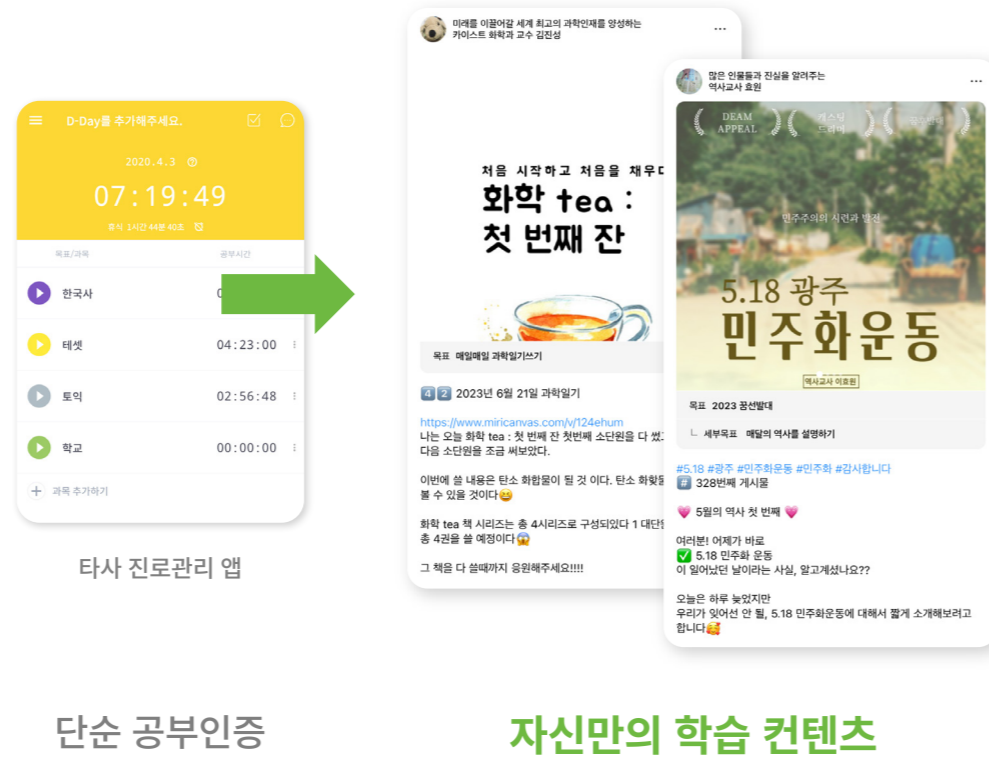 D-Day를 추가해주세요.
2020.4.3
07:19:49
휴식 1시간 44분 40초
목표/과목
공부시간
한국사
테셋
04:23:00
토익
02:56:48
학교
00:00:00
+ 과목 추가하기
타사 진로관리 앱
단순 공부인증
미래를 이끌어갈 세계 최고의 과학인재를 양성하는
카이스트 화학과 교수 김진성
처음 시작하고 처음을 채우다
화학 tea :
첫 번째 잔
목표 매일매일 과학일기쓰기
42 2023년 6월 21일 과학일기
https://www.miricanvas.com/v/124ehum
나는 오늘 화학 tea : 첫 번째 잔 첫번째 소단원을 다 썼고
다음 소단원을 조금 써보았다.
이번에 쓸 내용은 탄소 화합물이 될 것 이다. 탄소 화홪물
볼 수 있을 것이다😆
화학 tea 책 시리즈는 총 4시리즈로 구성되있다 1 대단원
총 4권을 쓸 예정이다😱
그 책을 다 쓸때까지 응원해주세요!!!!
많은 인물들과 진실을 알려주는
역사교사 효원
DEAM
APPEAL
캐스팅
드리머
민주주의의 시련과 발전
5.18 광주
민주화운동
역사교사 이효원
목표 2023 꿈선발대
세부목표 매달의 역사를 설명하기
#5.18 #광주 #민주화운동 #민주화 #감사합니다
#️⃣ 328번째 게시물
💗 5월의 역사 첫 번째 💗
여러분! 어제가 바로
✅ 5.18 민주화 운동
이 일어났던 날이라는 사실, 알고계셨나요??
오늘은 하루 늦었지만
우리가 잊어선 안 될, 5.18 민주화운동에 대해서 짧게 소개해보려고
합니다🥰
자신만의 학습 컨텐츠